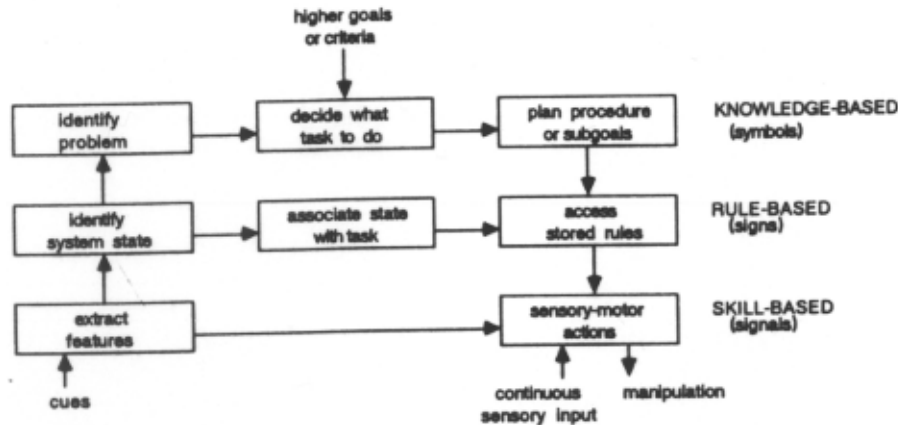 higher goals
or criteria
identify
problem
decide what
task to do
plan procedure
or subgoals
KNOWLEDGE-BASED
(symbols)
identify
system state
associate state
with task
access
stored rules
RULE-BASED
(signs)
extract
features
sensory-motor
actions
SKILL-BASED
(signals)
cues
continuous
sensory input
manipulation